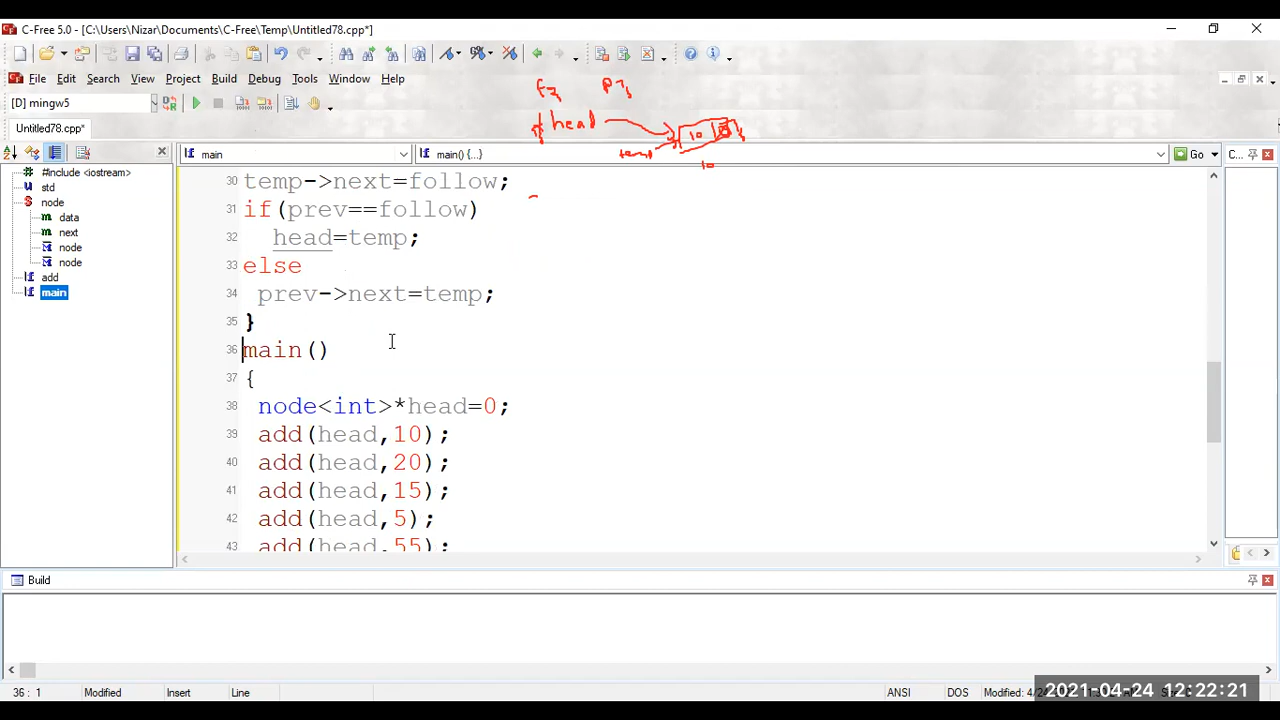 C-Free 5.0 - [C:\Users\Nizar\Documents\C-Free\Temp\Untitled78.cpp*]
File Edit Search View Project Build Debug Tools Window Help
[D] mingw5
head
10
temp
10
Untitled78.cpp*
main
main() {...}
C...
Go
#include <iostream>
std
node
data
next
node
node
add
main
30 temp->next=follow;
31 if(prev==follow)
32 head=temp;
33 else
34 prev->next=temp;
35 }
36 main()
37 {
38 node<int>*head=0;
39 add(head,10);
40 add(head,20);
41 add(head,15);
42 add(head,5);
43 add(head,55);
Build
36 : 1 Modified Insert Line ANSI DOS Modified: 4/24
2021-04-24 12:22:21